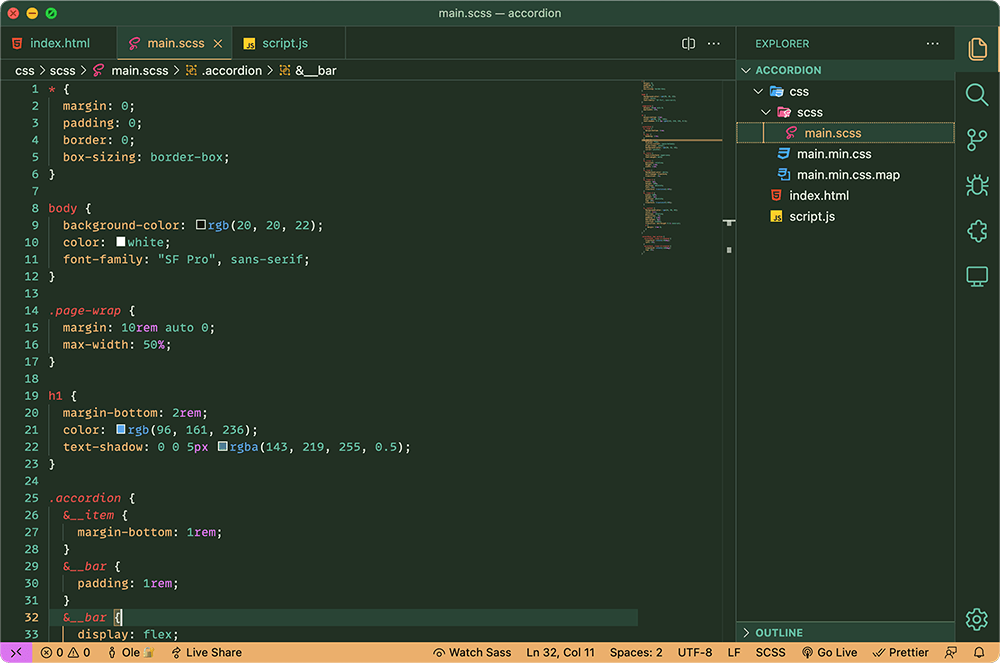 main.scss — accordion
index.html
main.scss
script.js
css > scss > main.scss > .accordion > &__bar
1 * {
2 margin: 0;
3 padding: 0;
4 border: 0;
5 box-sizing: border-box;
6 }
7
8 body {
9 background-color: rgb(20, 20, 22);
10 color: white;
11 font-family: "SF Pro", sans-serif;
12 }
13
14 .page-wrap {
15 margin: 10rem auto 0;
16 max-width: 50%;
17 }
18
19 h1 {
20 margin-bottom: 2rem;
21 color: rgb(96, 161, 236);
22 text-shadow: 0 0 5px rgba(143, 219, 255, 0.5);
23 }
24
25 .accordion {
26 &__item {
27 margin-bottom: 1rem;
28 }
29 &__bar {
30 padding: 1rem;
31 }
32 &__bar {
33 display: flex;
EXPLORER
ACCORDION
css
scss
main.scss
main.min.css
main.min.css.map
index.html
script.js
OUTLINE
0 0 Ole Live Share Watch Sass Ln 32, Col 11 Spaces: 2 UTF-8 LF SCSS Go Live Prettier